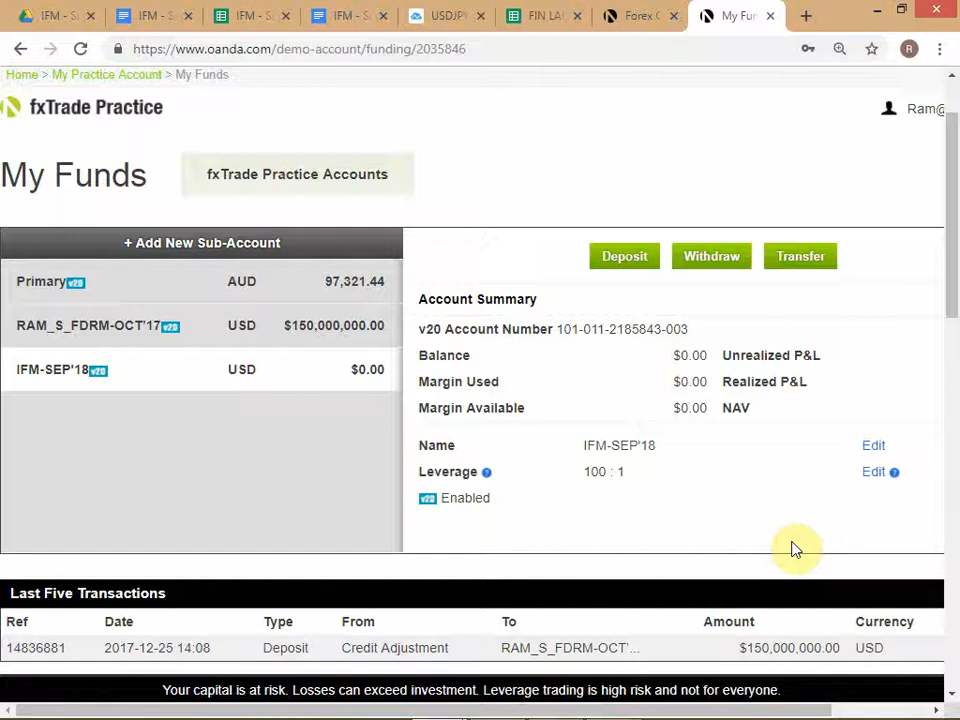 IFM - S
IFM - S
IFM - S
IFM - S
USDJPY
FIN LA
Forex C
My Fun
https://www.oanda.com/demo-account/funding/2035846
R
Home > My Practice Account > My Funds
fxTrade Practice
Ram@
My Funds
fxTrade Practice Accounts
+ Add New Sub-Account
Deposit Withdraw Transfer
Primary v20 AUD 97,321.44
Account Summary
RAM_S_FDRM-OCT'17 v20 USD $150,000,000.00
v20 Account Number 101-011-2185843-003
Balance $0.00 Unrealized P&L
IFM-SEP'18 v20 USD $0.00
Margin Used $0.00 Realized P&L
Margin Available $0.00 NAV
Name IFM-SEP'18 Edit
Leverage ? 100 : 1 Edit ?
v20 Enabled
Last Five Transactions
Ref Date Type From To Amount Currency
14836881 2017-12-25 14:08 Deposit Credit Adjustment RAM_S_FDRM-OCT'... $150,000,000.00 USD
Your capital is at risk. Losses can exceed investment. Leverage trading is high risk and not for everyone.